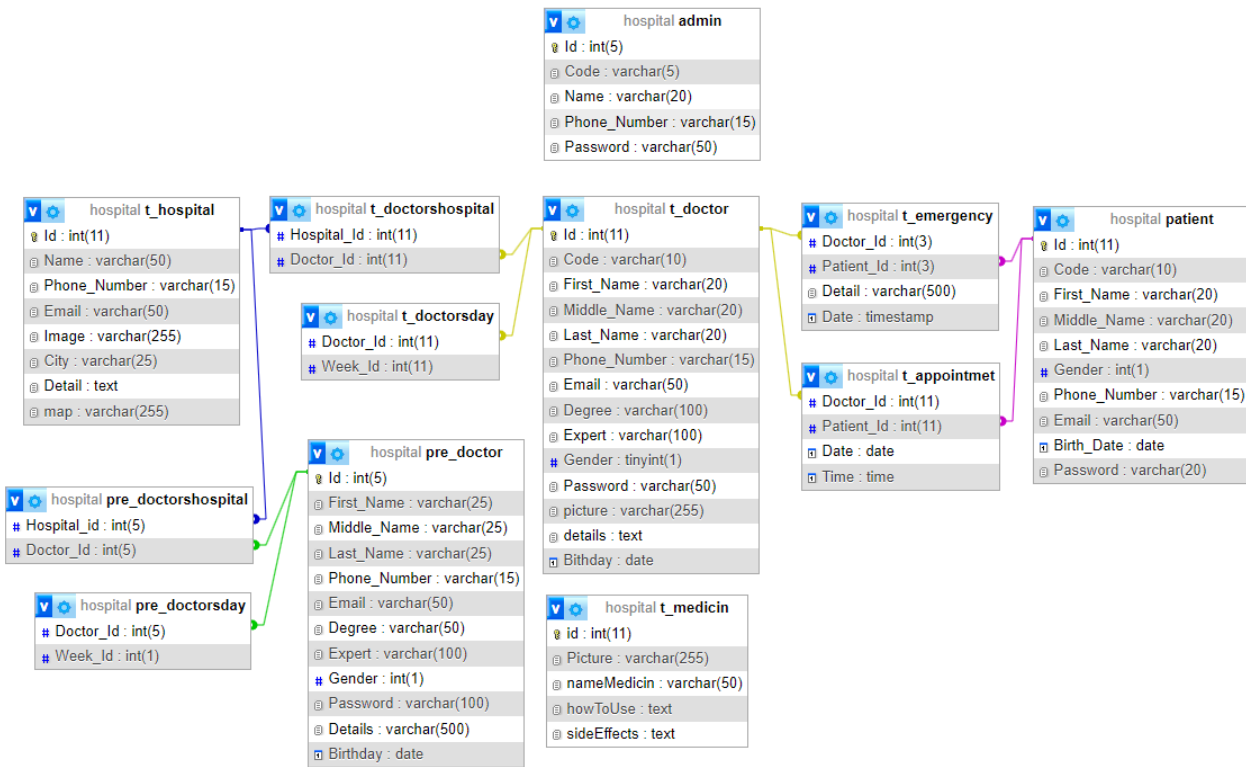 hospital admin
Id : int(5)
Code : varchar(5)
Name : varchar(20)
Phone_Number : varchar(15)
Password : varchar(50)
hospital t_hospital
Id : int(11)
Name : varchar(50)
Phone_Number : varchar(15)
Email : varchar(50)
Image : varchar(255)
City : varchar(25)
Detail : text
map : varchar(255)
hospital t_doctorshospital
Hospital_Id : int(11)
Doctor_Id : int(11)
hospital t_doctorsday
Doctor_Id : int(11)
Week_Id : int(11)
hospital t_doctor
Id : int(11)
Code : varchar(10)
First_Name : varchar(20)
Middle_Name : varchar(20)
Last_Name : varchar(20)
Phone_Number : varchar(15)
Email : varchar(50)
Degree : varchar(100)
Expert : varchar(100)
Gender : tinyint(1)
Password : varchar(50)
picture : varchar(255)
details : text
Bithday : date
hospital t_emergency
Doctor_Id : int(3)
Patient_Id : int(3)
Detail : varchar(500)
Date : timestamp
hospital t_appointmet
Doctor_Id : int(11)
Patient_Id : int(11)
Date : date
Time : time
hospital patient
Id : int(11)
Code : varchar(10)
First_Name : varchar(20)
Middle_Name : varchar(20)
Last_Name : varchar(20)
Gender : int(1)
Phone_Number : varchar(15)
Email : varchar(50)
Birth_Date : date
Password : varchar(20)
hospital pre_doctorshospital
Hospital_id : int(5)
Doctor_Id : int(5)
hospital pre_doctorsday
Doctor_Id : int(5)
Week_Id : int(1)
hospital pre_doctor
Id : int(5)
First_Name : varchar(25)
Middle_Name : varchar(25)
Last_Name : varchar(25)
Phone_Number : varchar(15)
Email : varchar(50)
Degree : varchar(50)
Expert : varchar(100)
Gender : int(1)
Password : varchar(100)
Details : varchar(500)
Birthday : date
hospital t_medicin
id : int(11)
Picture : varchar(255)
nameMedicin : varchar(50)
howToUse : text
sideEffects : text